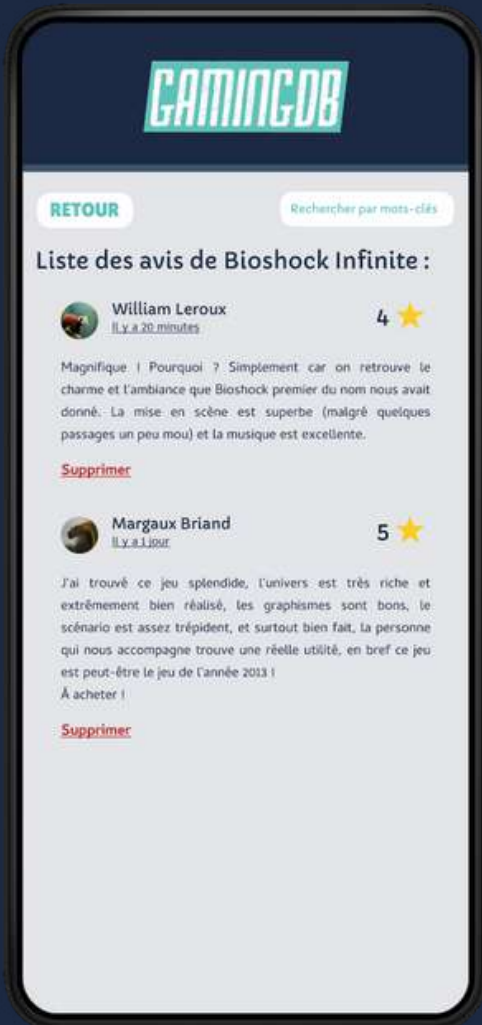 GAMINGDB
RETOUR
Rechercher par mots-clés
Liste des avis de Bioshock Infinite :
William Leroux
Il y a 20 minutes
4
Magnifique ! Pourquoi ? Simplement car on retrouve le
charme et l'ambiance que Bioshock premier du nom nous avait
donné. La mise en scène est superbe (malgré quelques
passages un peu mou) et la musique est excellente.
Supprimer
Margaux Briand
Il y a 1 jour
5
J'ai trouvé ce jeu splendide, l'univers est très riche et
extrêmement bien réalisé, les graphismes sont bons, le
scénario est assez trépident, et surtout bien fait, la personne
qui nous accompagne trouve une réelle utilité, en bref ce jeu
est peut-être le jeu de l'année 2013 !
À acheter !
Supprimer